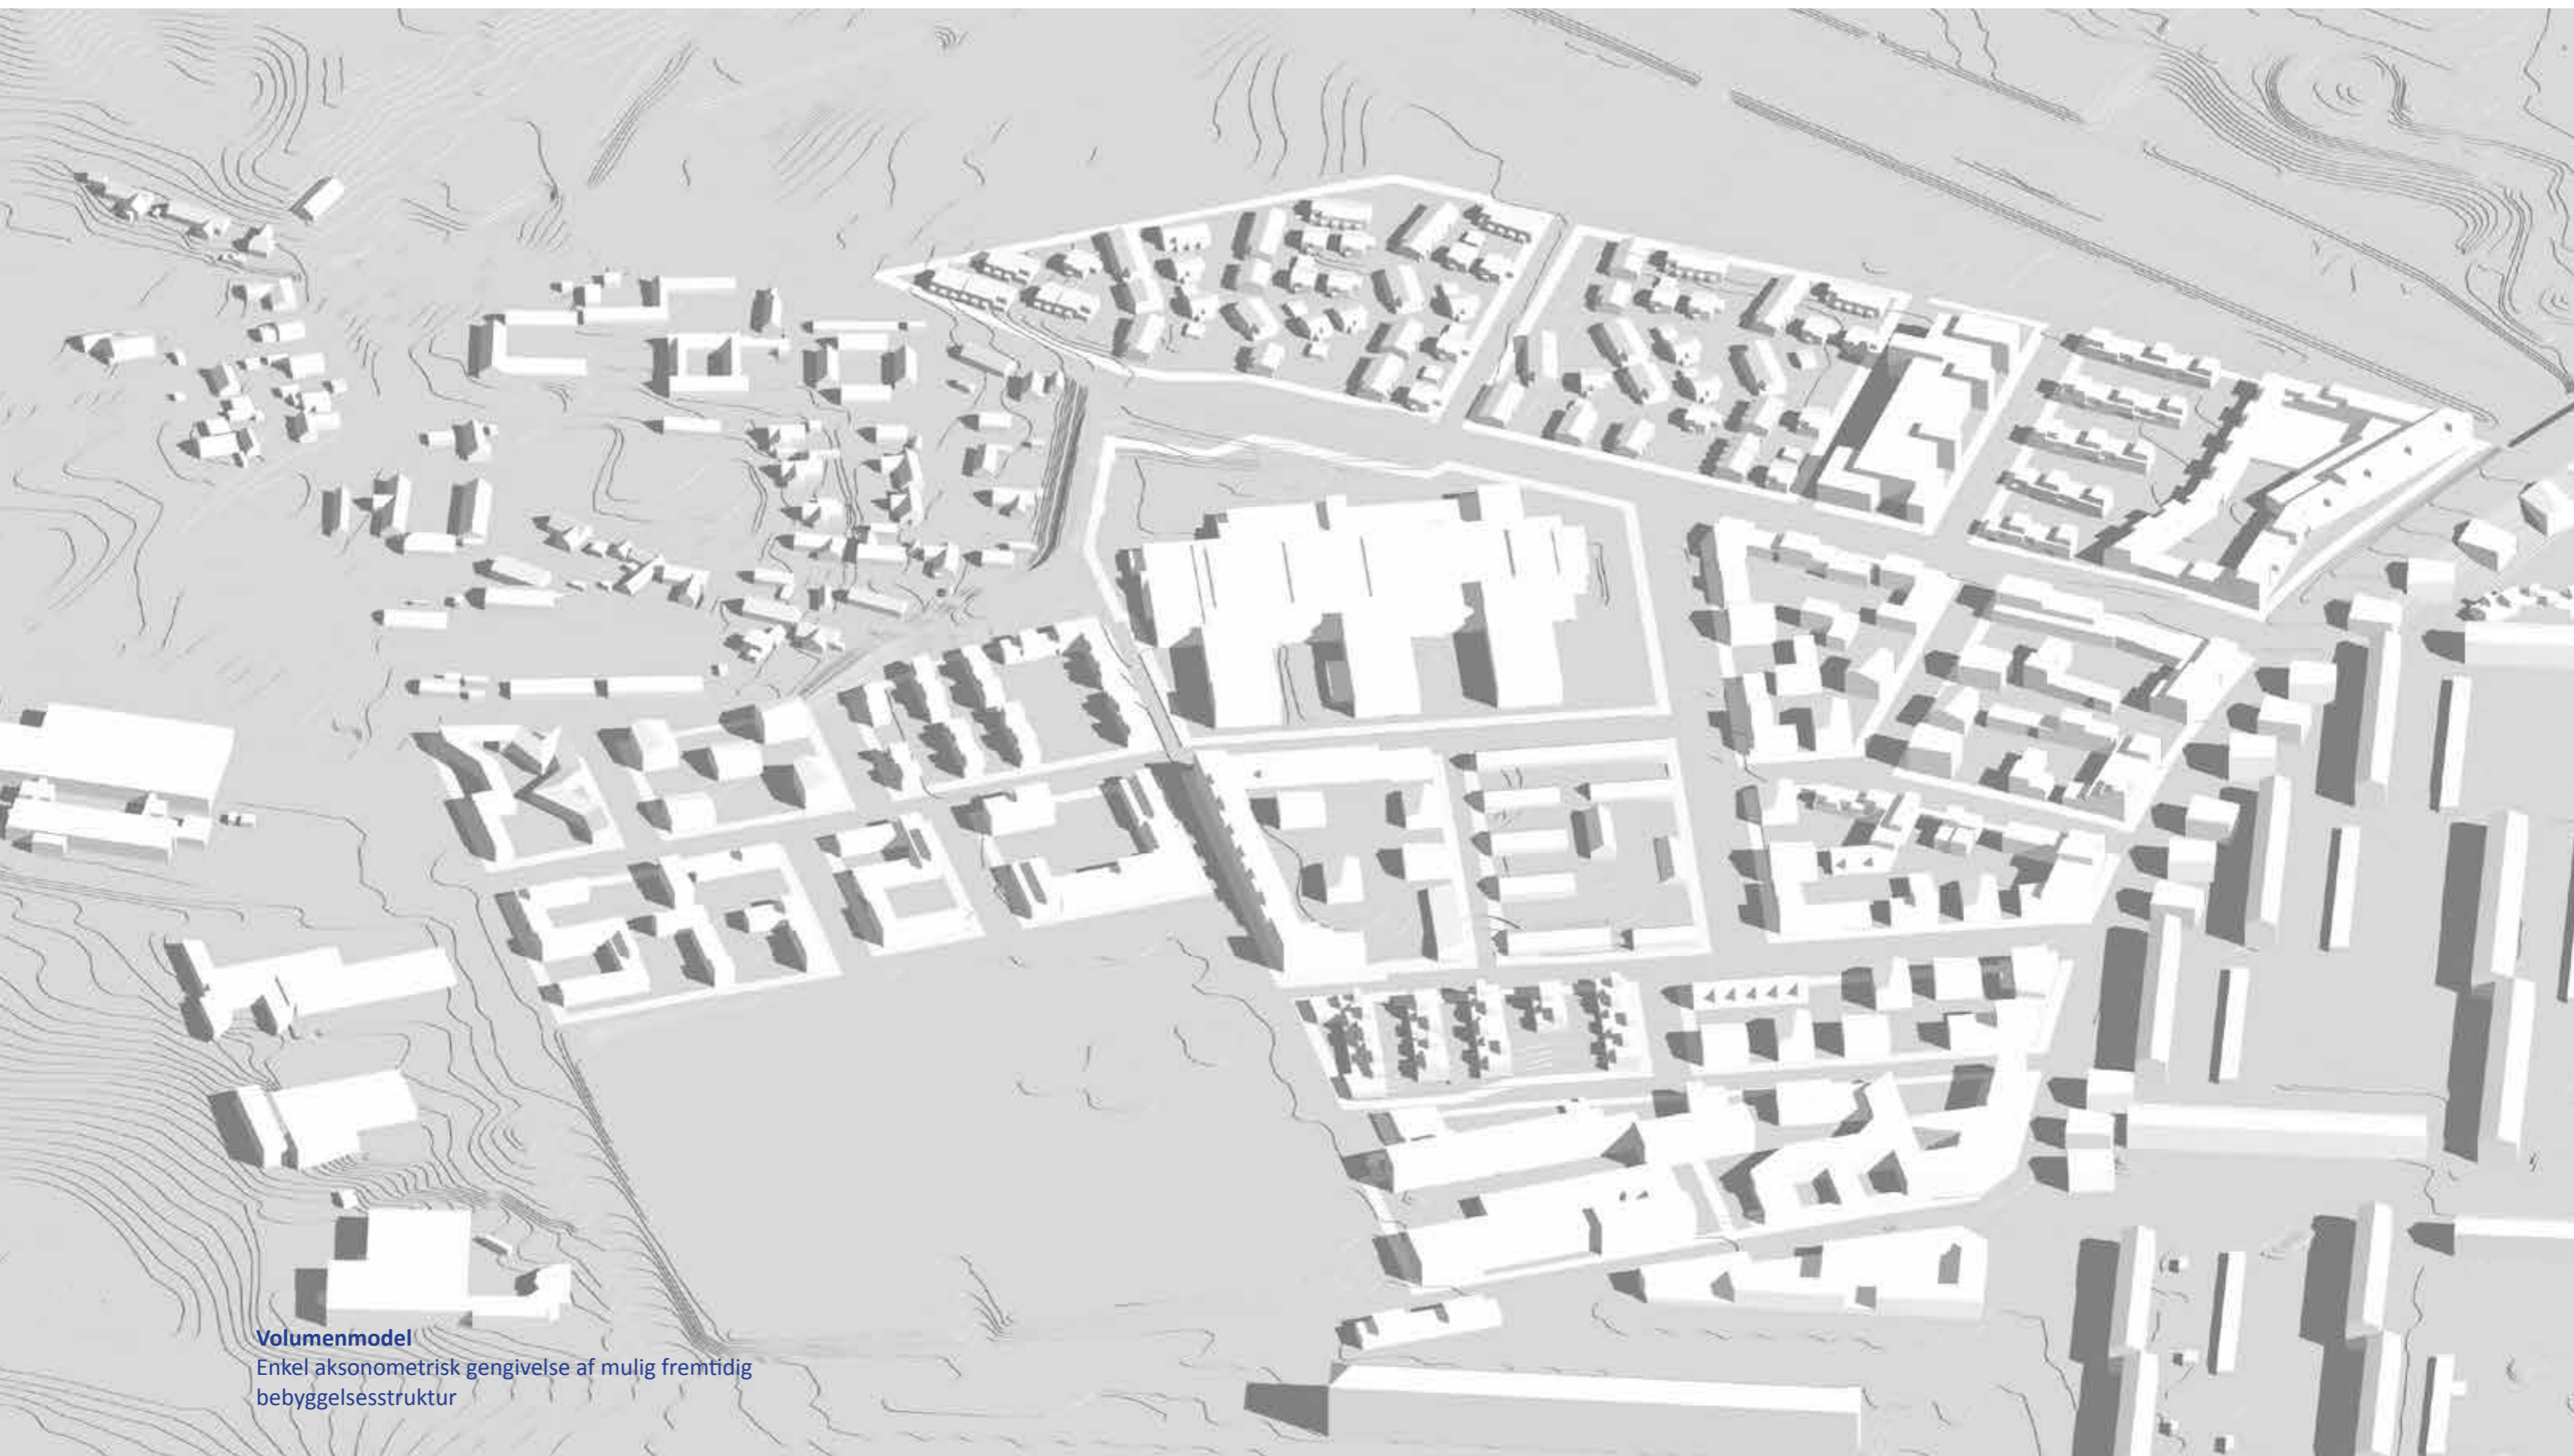 Volumenmodel
Enkel aksonometrisk gengivelse af mulig fremtidig
bebyggelsesstruktur